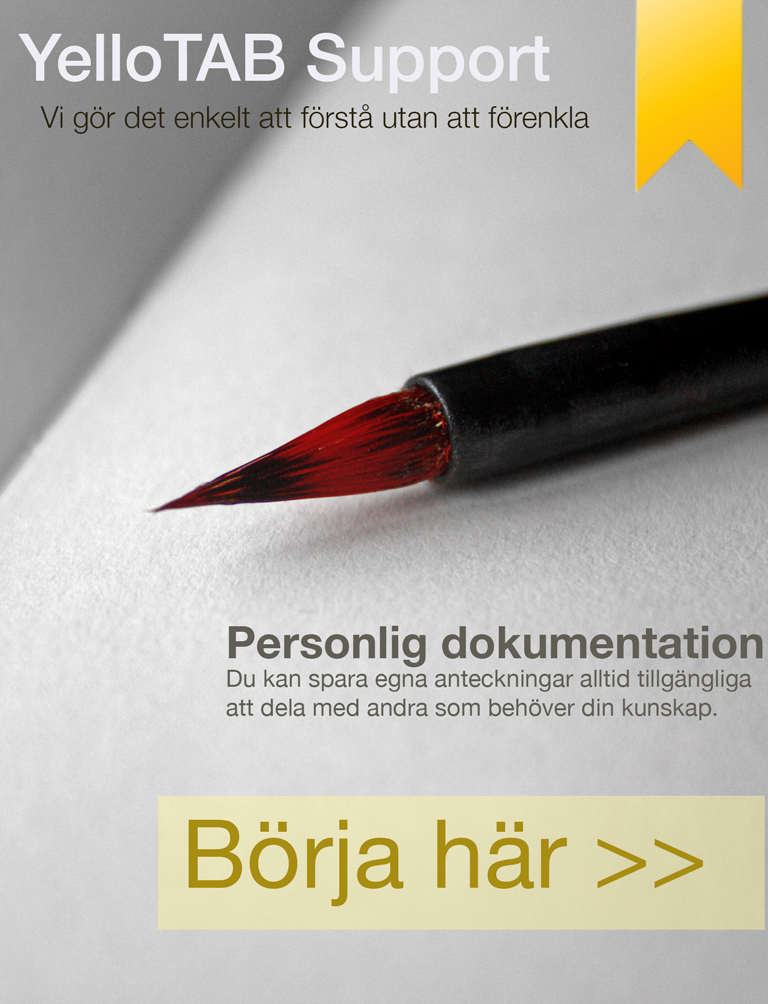 YelloTAB Support
Vi gör det enkelt att förstå utan att förenkla
Personlig dokumentation
Du kan spara egna anteckningar alltid tillgängliga
att dela med andra som behöver din kunskap.
Börja här >>